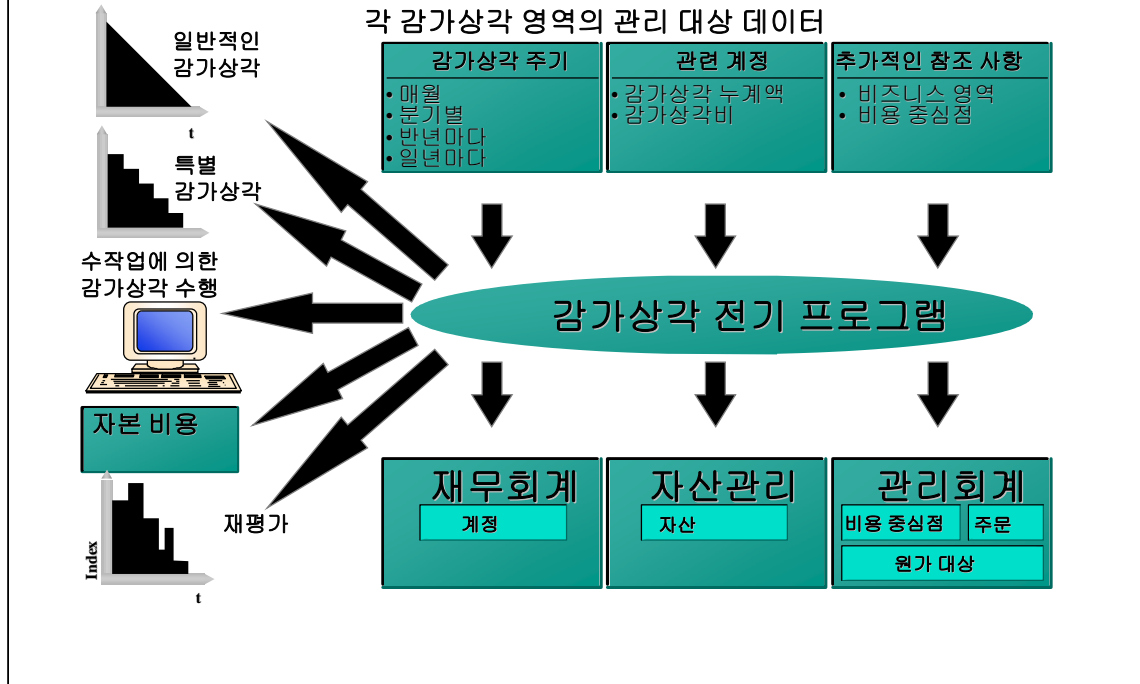 각 감가상각 영역의 관리 대상 데이터
일반적인
감가상각
t
특별
감가상각
수작업에 의한
감가상각 수행
자본 비용
재평가
Index
t
감가상각 주기
• 매월
• 분기별
• 반년마다
• 일년마다
관련 계정
• 감가상각 누계액
• 감가상각비
추가적인 참조 사항
• 비즈니스 영역
• 비용 중심점
감가상각 전기 프로그램
재무회계
계정
자산관리
자산
관리회계
비용 중심점
주문
원가 대상